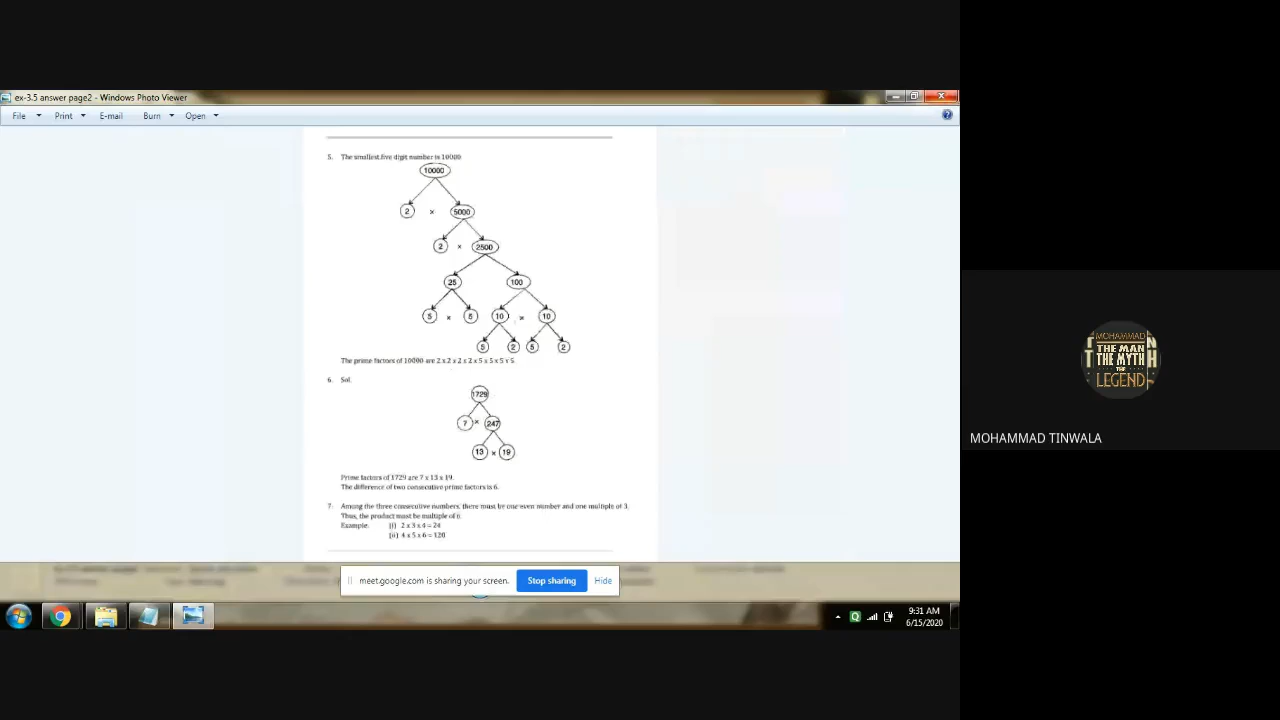 ex-3.5 answer page2 - Windows Photo Viewer
File Print E-mail Burn Open
5. The smallest five digit number is 10000
10000
2 × 5000
2 × 2500
25 100
5 × 5 10 × 10
5 2 5 2
The prime factors of 10000 are 2 x 2 x 2 x 2 x 5 x 5 x 5 x 5
6. Sol.
1729
7 × 247
13 × 19
Prime factors of 1729 are 7 x 13 x 19.
The difference of two consecutive prime factors is 6.
7. Among the three consecutive numbers, there must be one even number and one multiple of 3.
Thus, the product must be multiple of 6.
Example: (i) 2 x 3 x 4 = 24
(ii) 4 x 5 x 6 = 120
meet.google.com is sharing your screen. Stop sharing Hide
9:31 AM
6/15/2020
MOHAMMAD
THE MAN
THE MYTH
THE
LEGEND
MOHAMMAD TINWALA